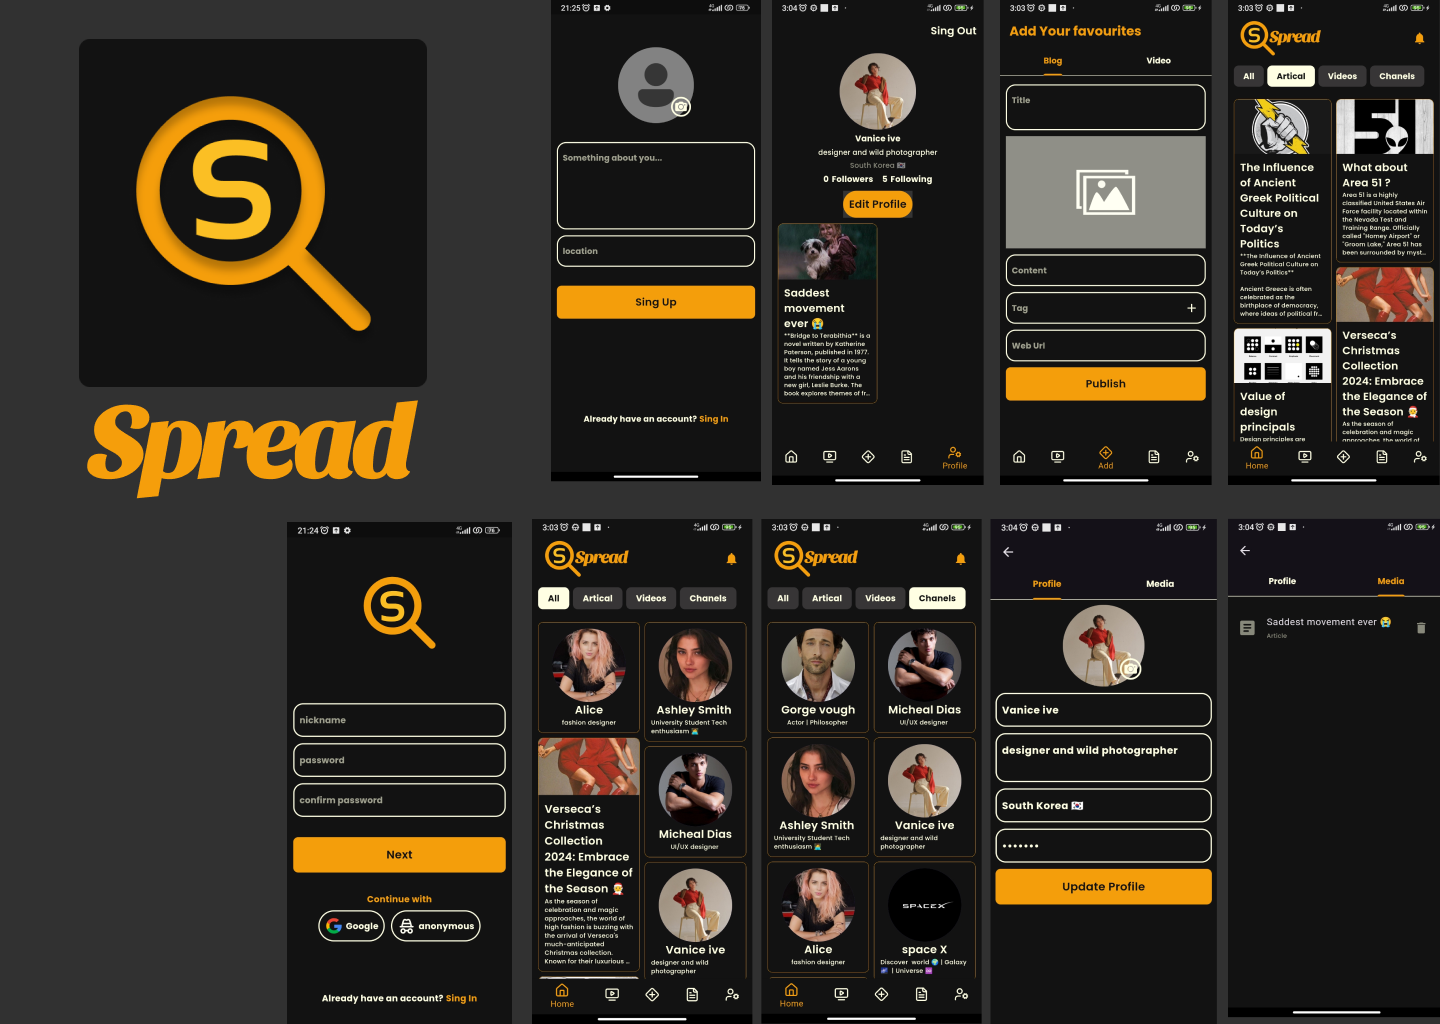 S
Spread
21:25
Something about you...
location
Sing Up
Already have an account? Sing In
3:04
Sing Out
Vanice ive
designer and wild photographer
South Korea 🇰🇷
0 Followers 5 Following
Edit Profile
Saddest
movement
ever 😭
**Bridge to Terabithia** is a
novel written by Katherine
Paterson, published in 1977.
It tells the story of a young
boy named Jess Aarons
and his friendship with a
new girl, Leslie Burke. The
book explores themes of fr...
Profile
3:03
Add Your favourites
Blog Video
Title
Content
Tag +
Web Url
Publish
Add
3:03
S Spread
All Artical Videos Chanels
The Influence
of Ancient
Greek Political
Culture on
Today's
Politics
**The Influence of Ancient
Greek Political Culture on
Today's Politics**
Ancient Greece is often
celebrated as the
birthplace of democracy,
where ideas of political fr...
Value of
design
principals
Design principles are
51
What about
Area 51 ?
Area 51 is a highly
classified United States Air
Force facility located within
the Nevada Test and
Training Range. Officially
called "Homey Airport" or
"Groom Lake," Area 51 has
been surrounded by myst...
Verseca's
Christmas
Collection
2024: Embrace
the Elegance of
the Season 🤶
As the season of
celebration and magic
approaches, the world of
Home
21:24
S
nickname
password
confirm password
Next
Continue with
Google anonymous
Already have an account? Sing In
3:03
S Spread
All Artical Videos Chanels
Alice
fashion designer
Verseca's
Christmas
Collection
2024: Embrace
the Elegance of
the Season 🤶
As the season of
celebration and magic
approaches, the world of
high fashion is buzzing with
the arrival of Verseca's
much-anticipated
Christmas collection.
Known for their luxurious ...
Ashley Smith
University Student Tech
enthusiasm 👩‍💻
Micheal Dias
UI/UX designer
Vanice ive
designer and wild
photographer
Home
3:03
S Spread
All Artical Videos Chanels
Gorge vough
Actor | Philosopher
Micheal Dias
UI/UX designer
Ashley Smith
University Student Tech
enthusiasm 👩‍💻
Vanice ive
designer and wild
photographer
Alice
fashion designer
SPACEX
space X
Discover world 🌍 | Galaxy
🌌 | Universe ♾️
Home
3:04
Profile Media
Vanice ive
designer and wild photographer
South Korea 🇰🇷
•••••••
Update Profile
3:04
Profile Media
Saddest movement ever 😭
Article